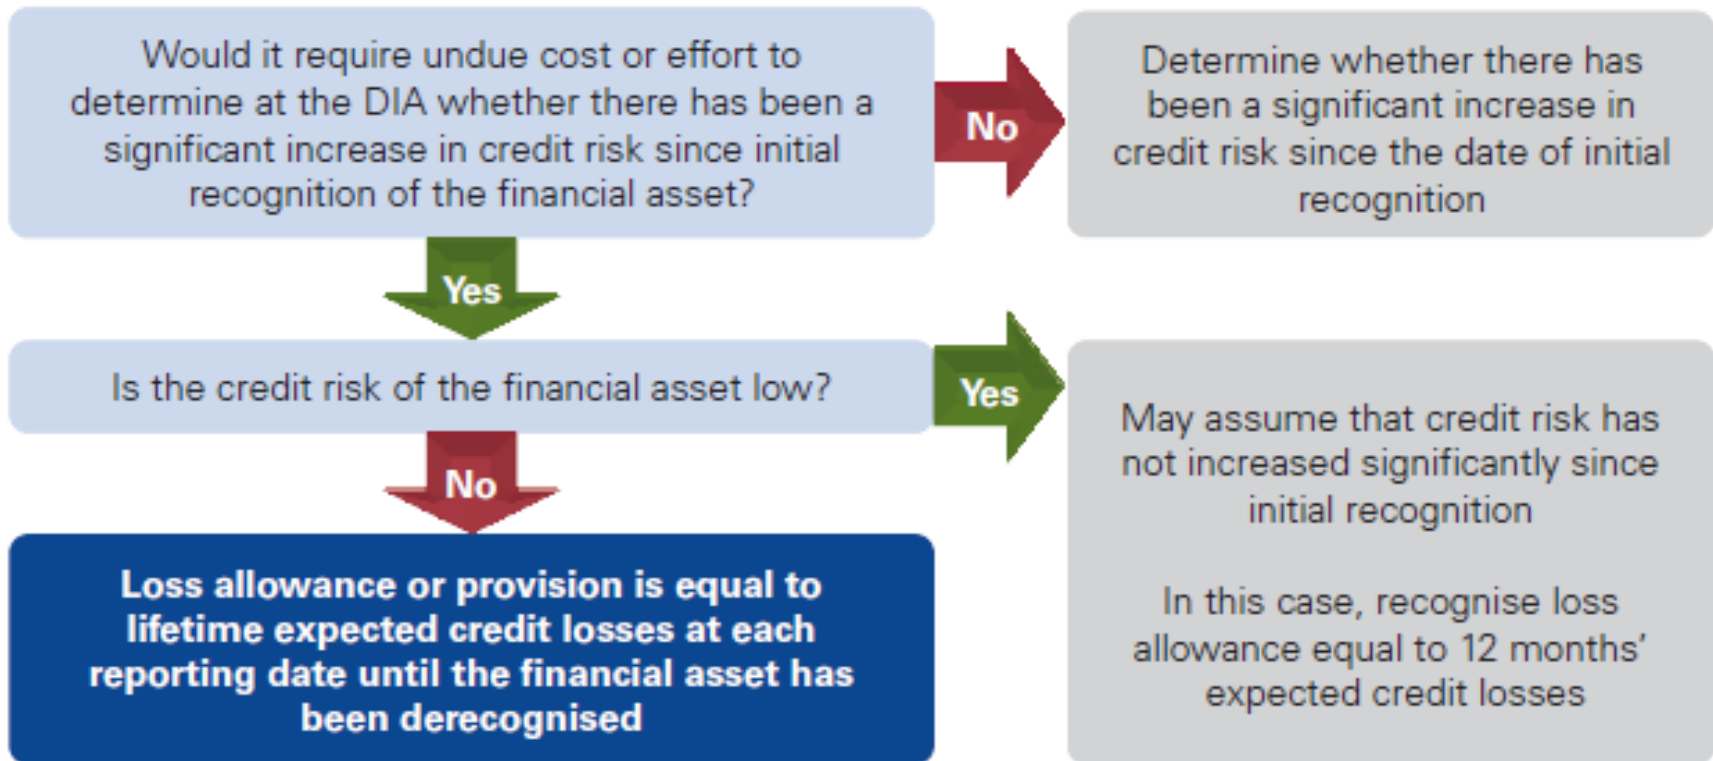 Would it require undue cost or effort to
determine at the DIA whether there has been a
significant increase in credit risk since initial
recognition of the financial asset?
No
Determine whether there has
been a significant increase in
credit risk since the date of initial
recognition
Yes
Is the credit risk of the financial asset low?
Yes
May assume that credit risk has
not increased significantly since
initial recognition
In this case, recognise loss
allowance equal to 12 months’
expected credit losses
No
Loss allowance or provision is equal to
lifetime expected credit losses at each
reporting date until the financial asset has
been derecognised